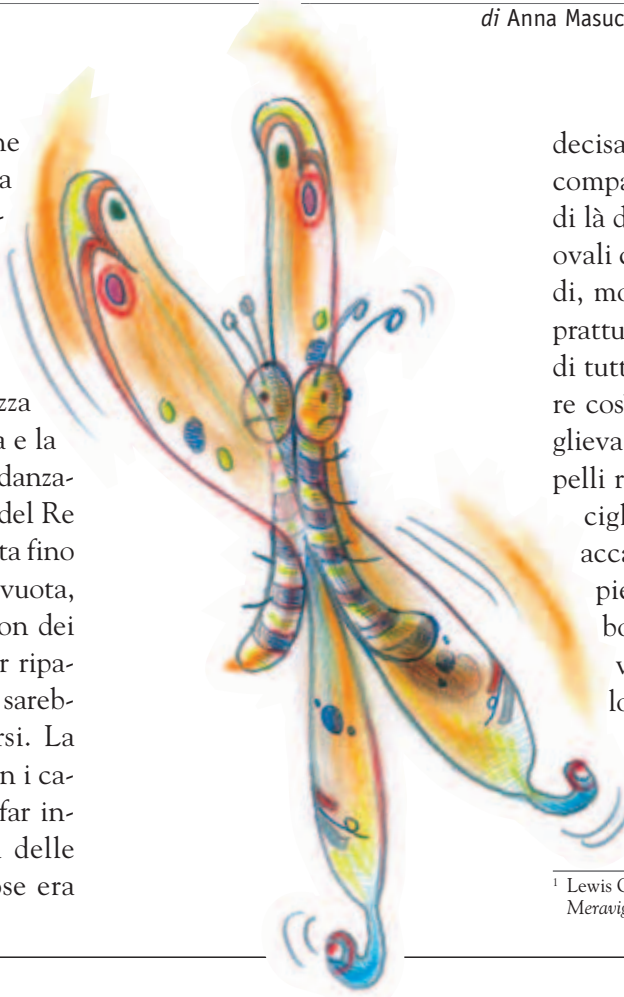 di Anna Masuc
ne
a
-
zza
a e la
danza-
del Re
ta fino
vuota,
on dei
r ripa-
sareb-
rsi. La
n i ca-
far in-
delle
se era
decisa
compa
di là d
ovali
di, mo
prattu
di tutt
re cos
glieva
pelli r
cigl
acca
pie
bo
v
lo
¹ Lewis
Meravig